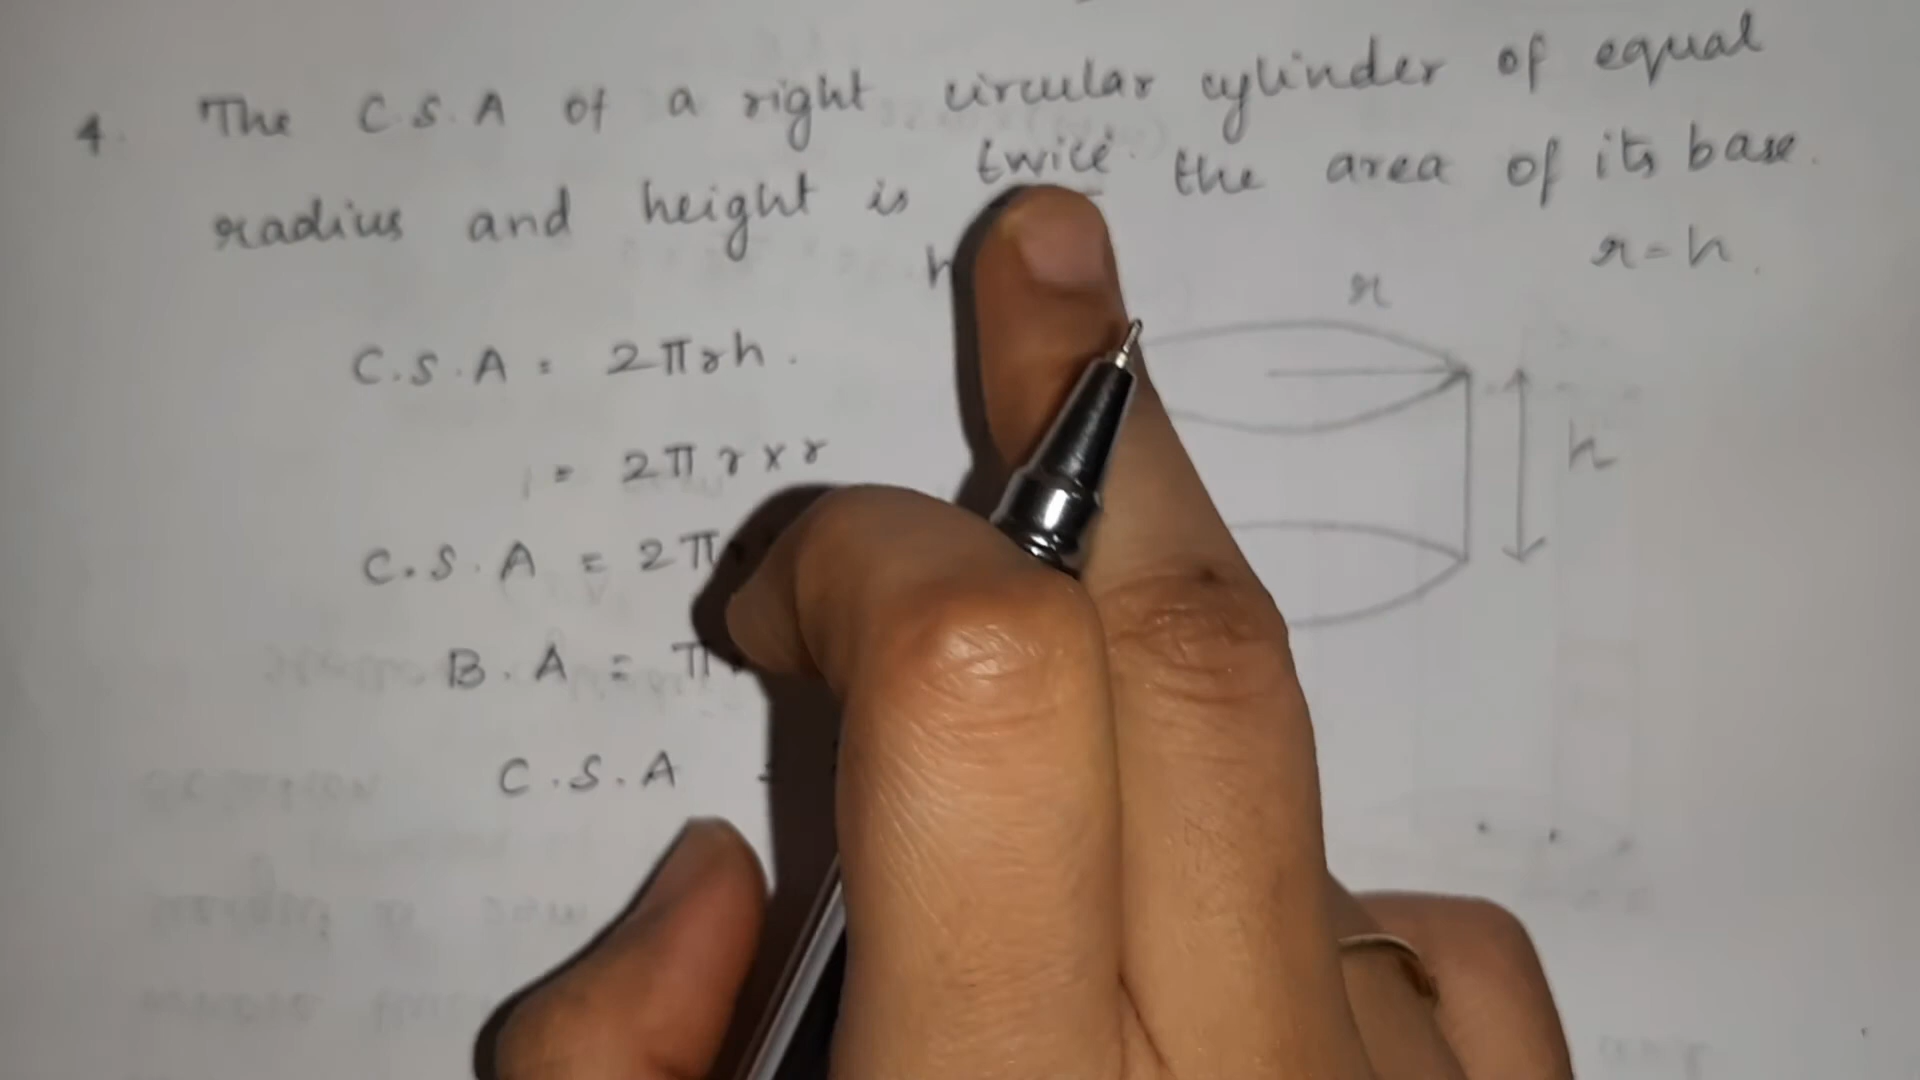 4. The C.S.A of a right circular cylinder of equal
radius and height is twice the area of its base.
r = h.
r
C.S.A = 2πrh.
h
= 2πr×r
C.S.A = 2π
B.A = π
C.S.A =